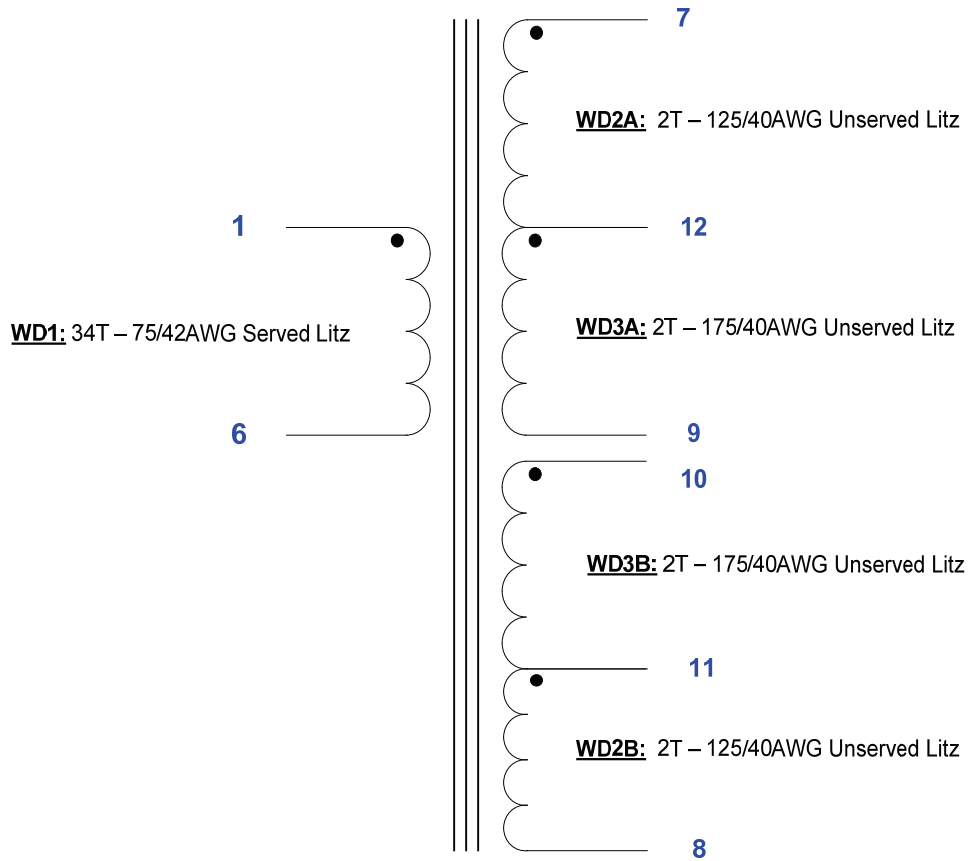 7
WD2A: 2T – 125/40AWG Unserved Litz
1
12
WD1: 34T – 75/42AWG Served Litz
WD3A: 2T – 175/40AWG Unserved Litz
6
9
10
WD3B: 2T – 175/40AWG Unserved Litz
11
WD2B: 2T – 125/40AWG Unserved Litz
8